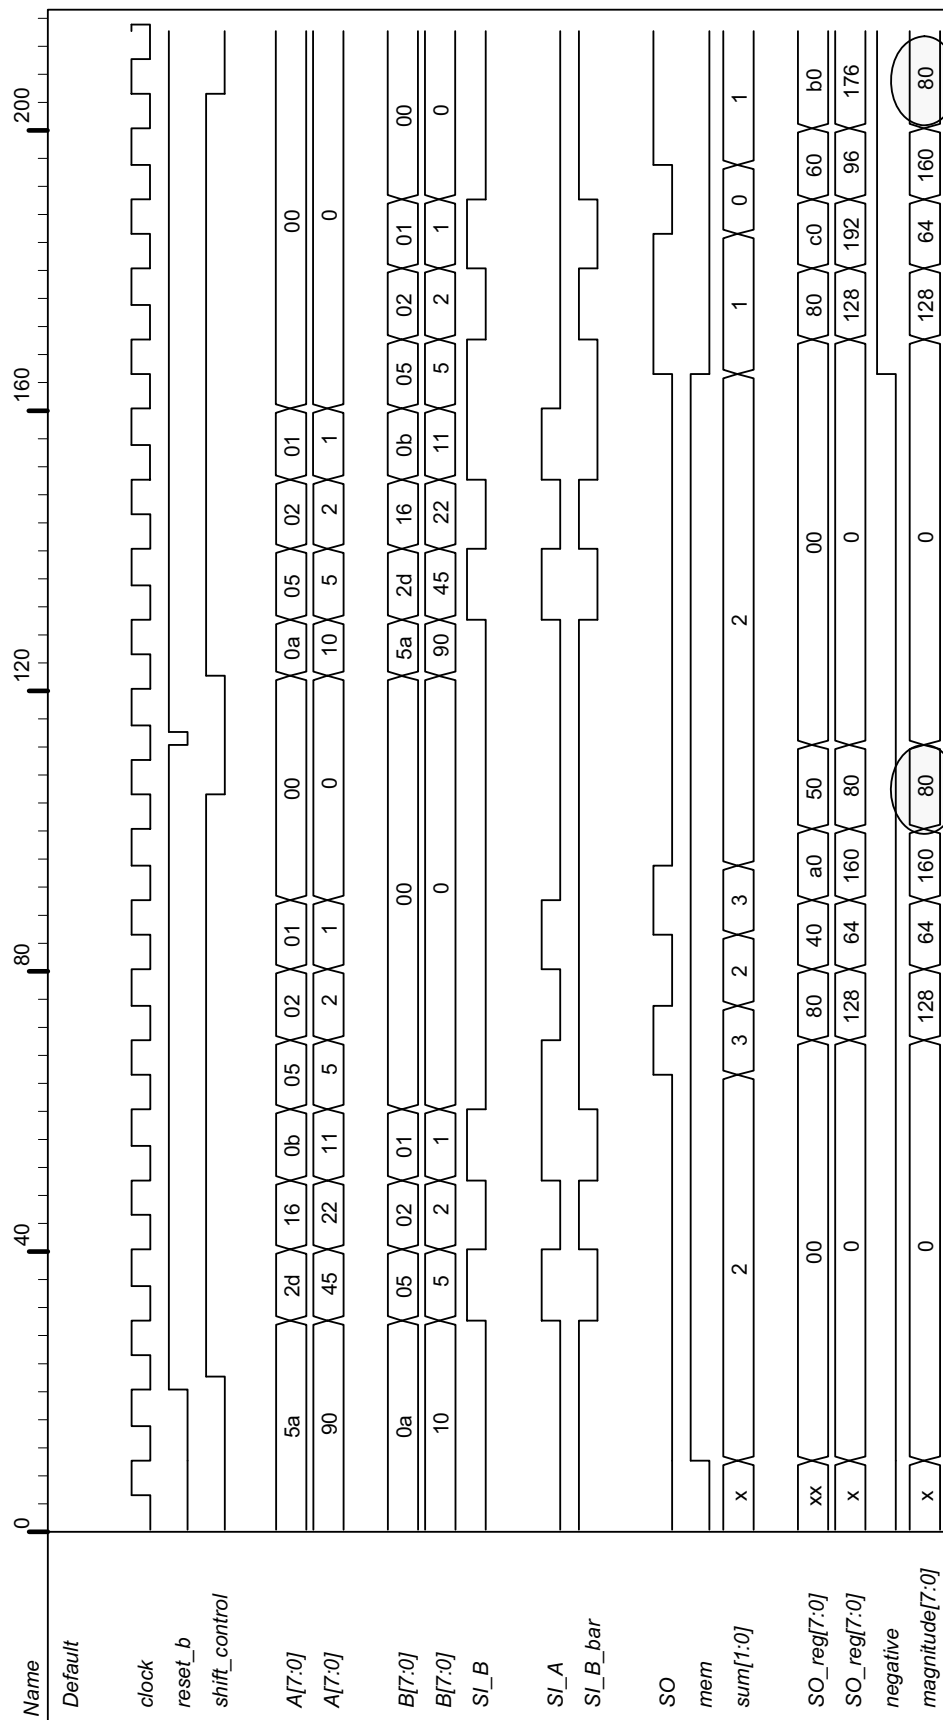 Name 0 40 80 120 160 200
Default
clock
reset_b
shift_control
A[7:0] 5a 2d 16 0b 05 02 01 00 0a 05 02 01 00
A[7:0] 90 45 22 11 5 2 1 0 10 5 2 1 0
B[7:0] 0a 05 02 01 00 5a 2d 16 0b 05 02 01 00
B[7:0] 10 5 2 1 0 90 45 22 11 5 2 1 0
SI_B
SI_A
SI_B_bar
SO
mem
sum[1:0] x 2 3 2 3 2 1 0 1
SO_reg[7:0] xx 00 80 40 a0 50 00 80 c0 60 b0
SO_reg[7:0] x 0 128 64 160 80 0 128 192 96 176
negative
magnitude[7:0] x 0 128 64 160 80 0 128 64 160 80